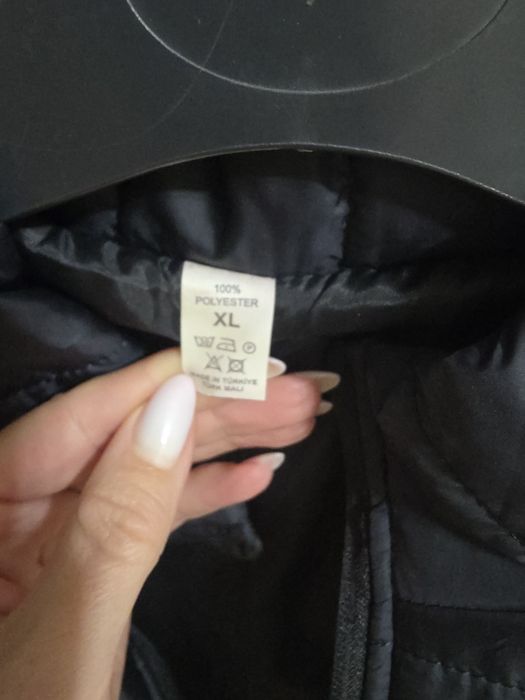 100%
POLYESTER
XL
MADE IN TÜRKİYE
TÜRK MALI